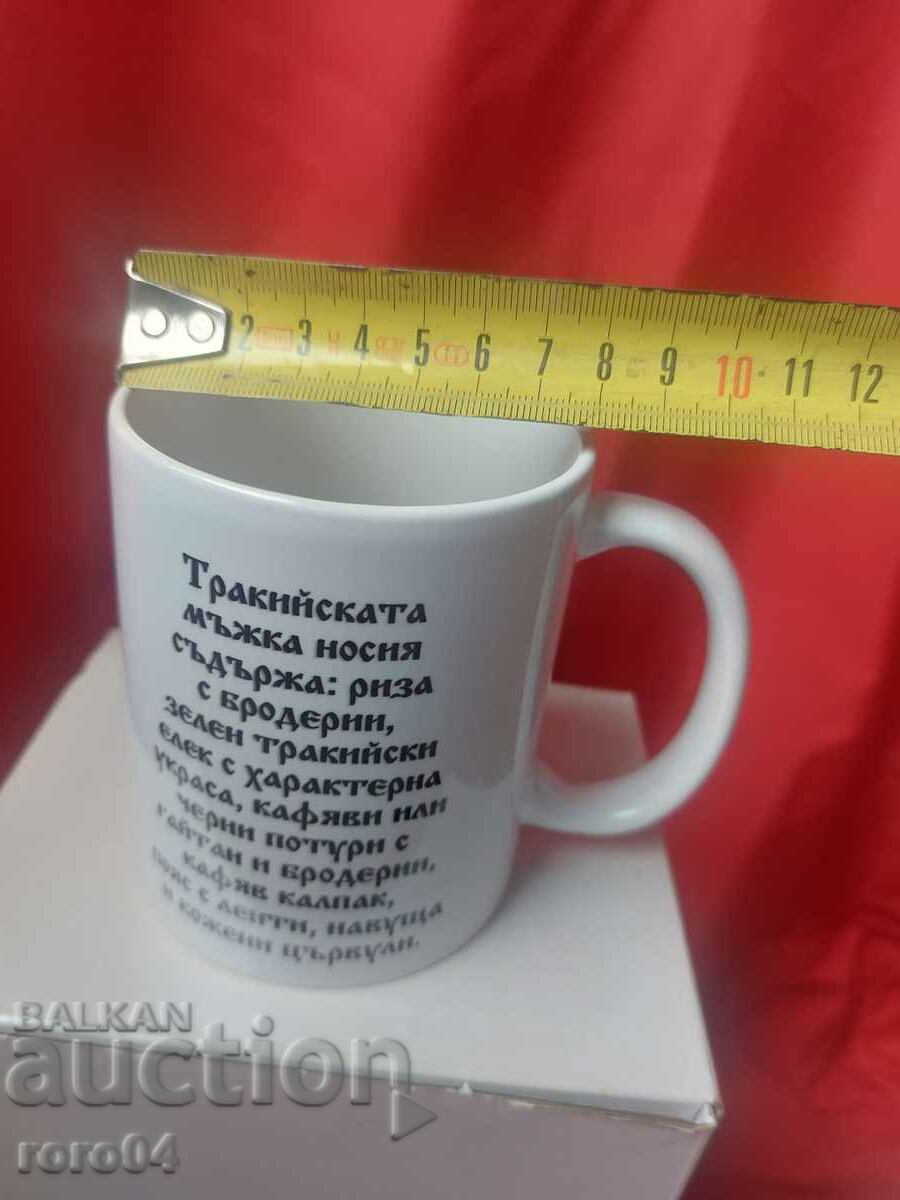 2 3 4 5 6 7 8 9 10 11 12
Тракийската
мъжка носия
съдържа: риза
с бродерии,
зелен тракийски
елек с характерна
украса, кафяви или
черни потури с
гайтан и бродерии,
кафяв калпак,
пояс с ленти, навуща
и кожени цървули.
BALKAN
auction
roro04